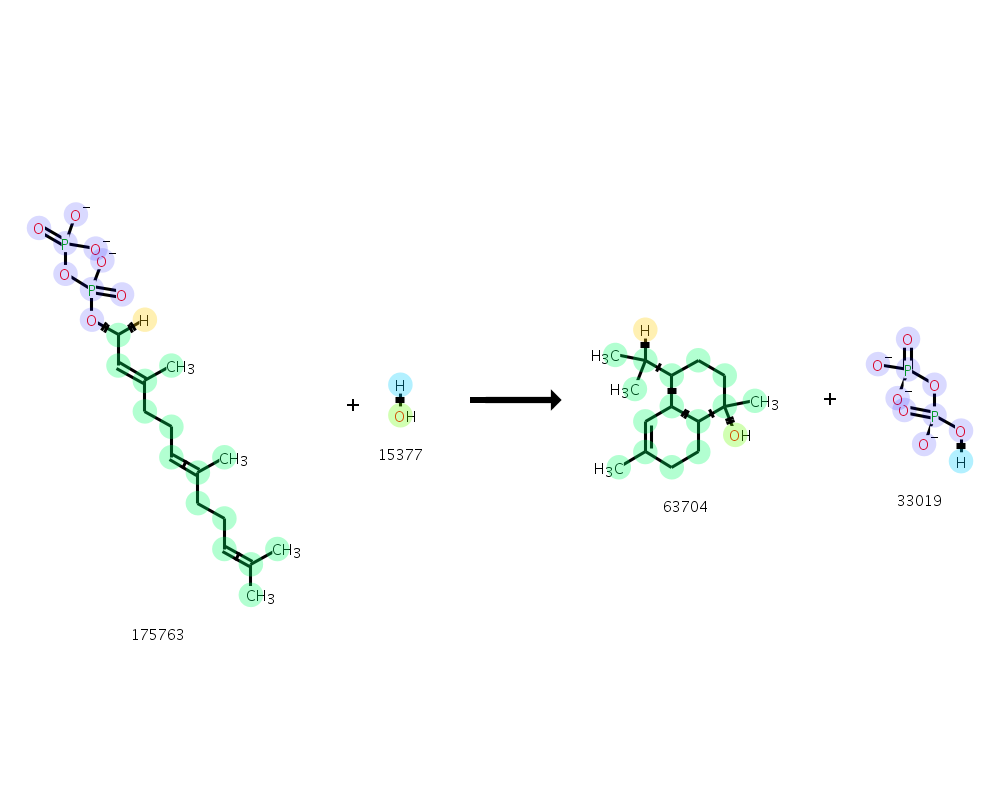 O⁻
O
P
O⁻
O⁻
O
P
O
O
H
CH₃
CH₃
CH₃
CH₃
175763
+
H
OH
15377
H
H₃C
H₃C
CH₃
OH
H₃C
63704
+
O
O⁻
P
O
O⁻
O
P
O
O⁻
H
33019